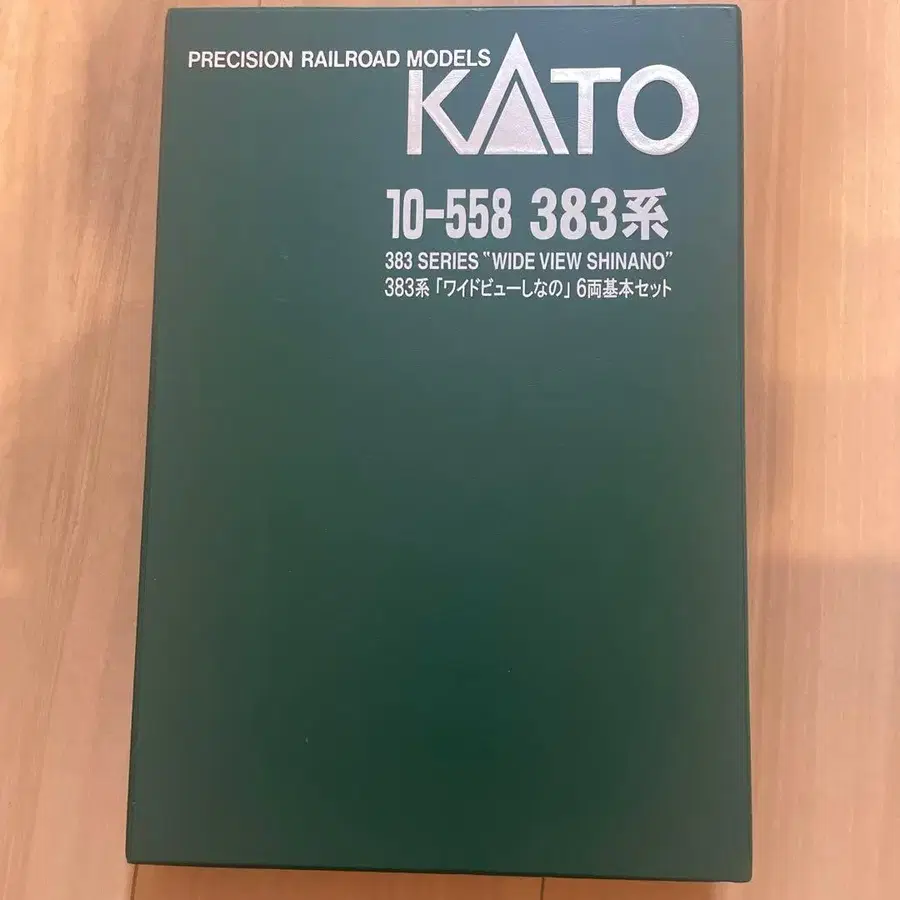 PRECISION RAILROAD MODELS
KATO
10-558 383系
383 SERIES “WIDE VIEW SHINANO”
383系「ワイドビューしなの」6両基本セット